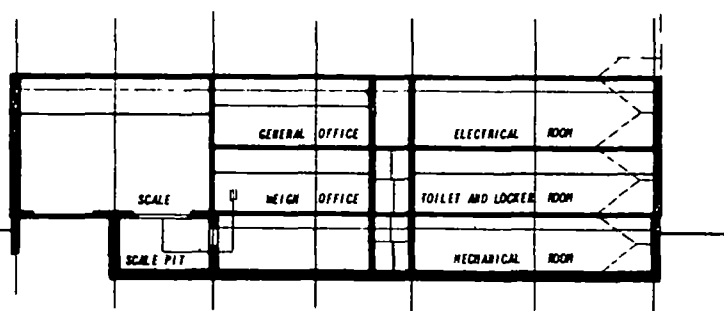 GENERAL OFFICE
ELECTRICAL ROOM
SCALE
WEIGH OFFICE
TOILET AND LOCKER ROOM
SCALE PIT
MECHANICAL ROOM